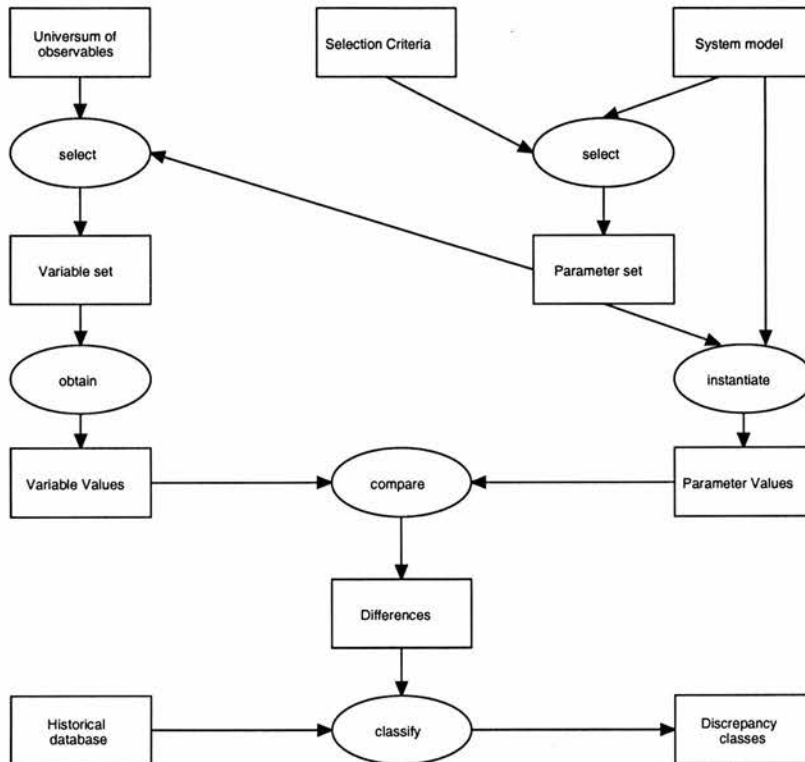 Universum of
observables
Selection Criteria
System model
select
select
Variable set
Parameter set
obtain
instantiate
Variable Values
compare
Parameter Values
Differences
Historical
database
classify
Discrepancy
classes